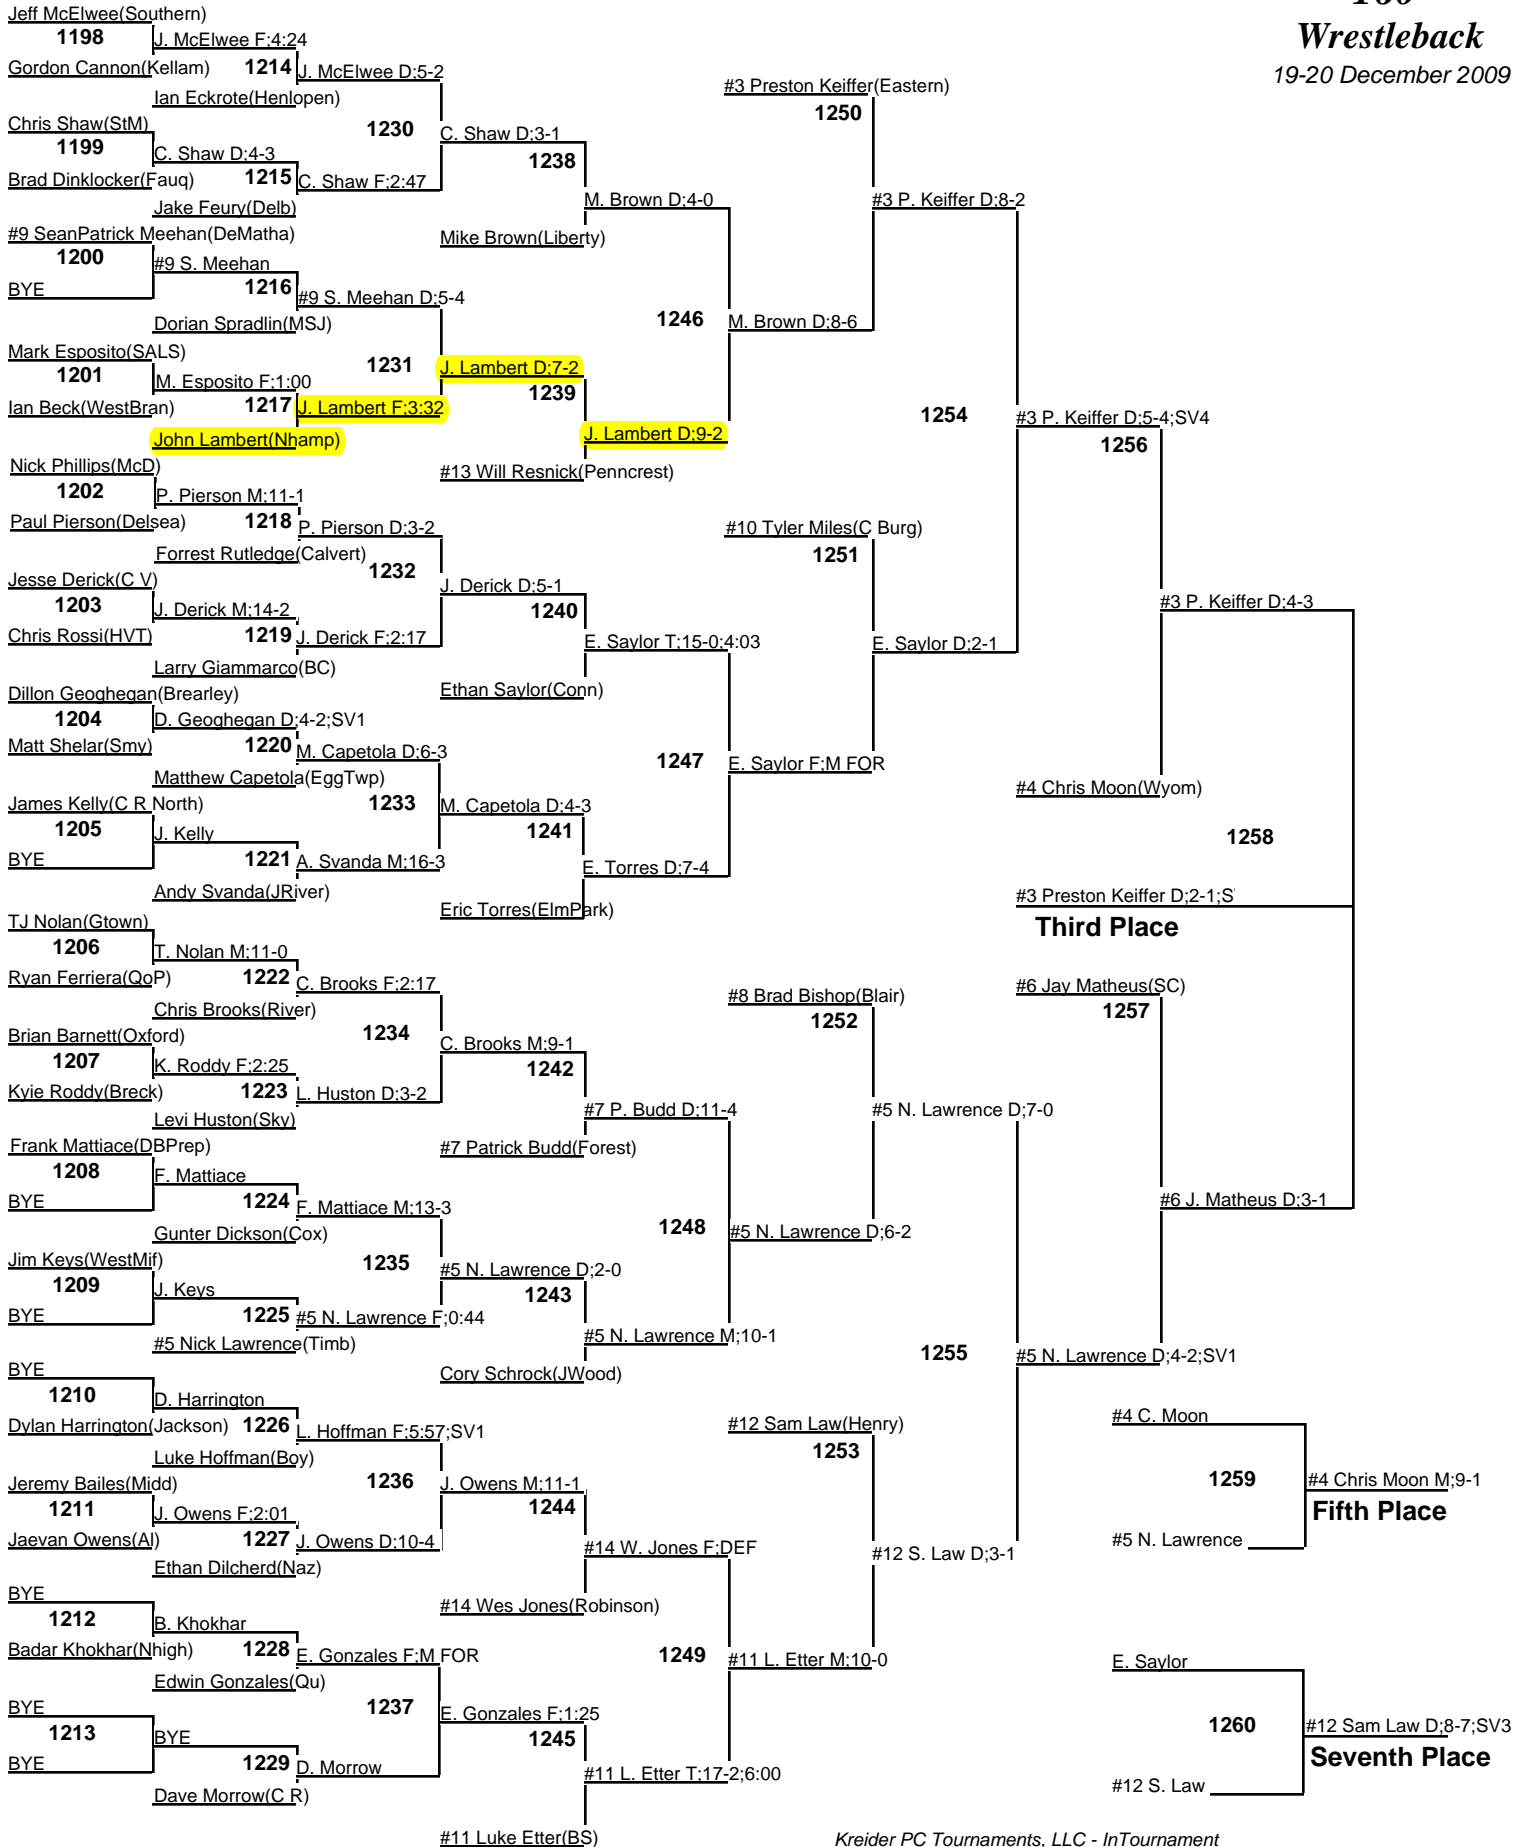 Wrestleback
19-20 December 2009
Jeff McElwee(Southern)
1198
J. McElwee F;4:24
Gordon Cannon(Kellam)
1214
J. McElwee D;5-2
Ian Eckrote(Henlopen)
Chris Shaw(StM)
1230
C. Shaw D;3-1
1199
C. Shaw D;4-3
1238
Brad Dinklocker(Fauq)
1215
C. Shaw F;2:47
Jake Feury(Delb)
M. Brown D;4-0
#9 SeanPatrick Meehan(DeMatha)
Mike Brown(Liberty)
1200
#9 S. Meehan
BYE
1216
#9 S. Meehan D;5-4
Dorian Spradlin(MSJ)
1246
M. Brown D;8-6
Mark Esposito(SALS)
1231
J. Lambert D;7-2
1201
M. Esposito F;1:00
1239
Ian Beck(WestBran)
1217
J. Lambert F;3:32
John Lambert(Nhamp)
J. Lambert D;9-2
#13 Will Resnick(Penncrest)
#3 Preston Keiffer(Eastern)
1250
#3 P. Keiffer D;8-2
1254
#3 P. Keiffer D;5-4;SV4
1256
Nick Phillips(McD)
1202
P. Pierson M;11-1
Paul Pierson(Delsea)
1218
P. Pierson D;3-2
Forrest Rutledge(Calvert)
1232
Jesse Derick(C V)
J. Derick D;5-1
1203
J. Derick M;14-2
1240
Chris Rossi(HVT)
1219
J. Derick F;2:17
E. Saylor T;15-0;4:03
Larry Giammarco(BC)
Ethan Saylor(Conn)
#10 Tyler Miles(C Burg)
1251
E. Saylor D;2-1
#3 P. Keiffer D;4-3
Dillon Geoghegan(Brearley)
1204
D. Geoghegan D;4-2;SV1
Matt Shelar(Smy)
1220
M. Capetola D;6-3
Matthew Capetola(EggTwp)
1247
E. Saylor F;M FOR
James Kelly(C R North)
1233
M. Capetola D;4-3
1205
J. Kelly
1241
BYE
1221
A. Svanda M;16-3
E. Torres D;7-4
Andy Svanda(JRiver)
Eric Torres(ElmPark)
#4 Chris Moon(Wyom)
1258
#3 Preston Keiffer D;2-1;S
Third Place
TJ Nolan(Gtown)
1206
T. Nolan M;11-0
Ryan Ferriera(QoP)
1222
C. Brooks F;2:17
Chris Brooks(River)
Brian Barnett(Oxford)
1234
C. Brooks M;9-1
1207
K. Roddy F;2:25
1242
Kyie Roddy(Breck)
1223
L. Huston D;3-2
#7 P. Budd D;11-4
Levi Huston(Sky)
#7 Patrick Budd(Forest)
#8 Brad Bishop(Blair)
1252
#5 N. Lawrence D;7-0
#6 Jay Matheus(SC)
1257
#6 J. Matheus D;3-1
Frank Mattiace(DBPrep)
1208
F. Mattiace
BYE
1224
F. Mattiace M;13-3
Gunter Dickson(Cox)
1248
#5 N. Lawrence D;6-2
Jim Keys(WestMif)
1235
#5 N. Lawrence D;2-0
1209
J. Keys
1243
BYE
1225
#5 N. Lawrence F;0:44
#5 Nick Lawrence(Timb)
#5 N. Lawrence M;10-1
Cory Schrock(JWood)
1255
#5 N. Lawrence D;4-2;SV1
BYE
1210
D. Harrington
Dylan Harrington(Jackson)
1226
L. Hoffman F;5:57;SV1
Luke Hoffman(Boy)
Jeremy Bailes(Midd)
1236
J. Owens M;11-1
1211
J. Owens F;2:01
1244
Jaevan Owens(Al)
1227
J. Owens D;10-4
Ethan Dilcherd(Naz)
#14 W. Jones F;DEF
#14 Wes Jones(Robinson)
#12 Sam Law(Henry)
1253
#12 S. Law D;3-1
#4 C. Moon
1259
#4 Chris Moon M;9-1
Fifth Place
#5 N. Lawrence
BYE
1212
B. Khokhar
Badar Khokhar(Nhigh)
1228
E. Gonzales F;M FOR
Edwin Gonzales(Qu)
1249
#11 L. Etter M;10-0
BYE
1237
E. Gonzales F;1:25
1213
BYE
1245
BYE
1229
D. Morrow
#11 L. Etter T;17-2;6:00
Dave Morrow(C R)
#11 Luke Etter(BS)
E. Saylor
1260
#12 Sam Law D;8-7;SV3
Seventh Place
#12 S. Law
Kreider PC Tournaments, LLC - InTournament